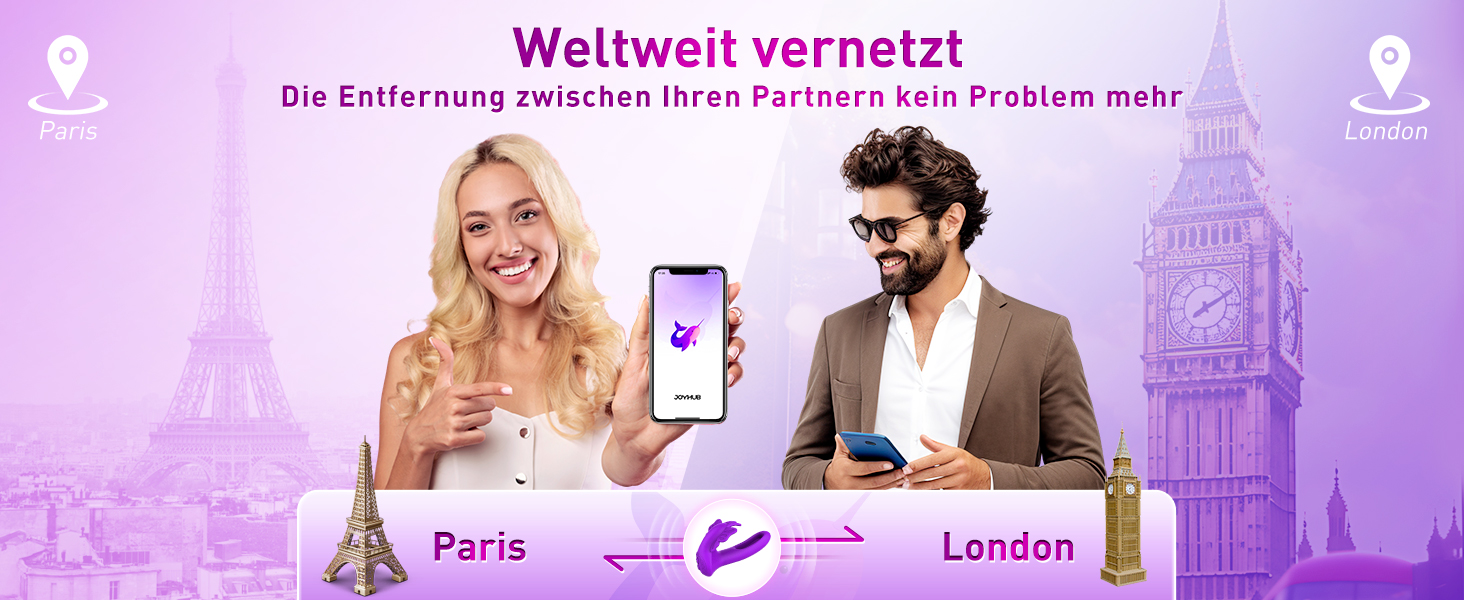 Weltweit vernetzt
Die Entfernung zwischen Ihren Partnern kein Problem mehr
Paris
London
JOYHUB
Paris
London